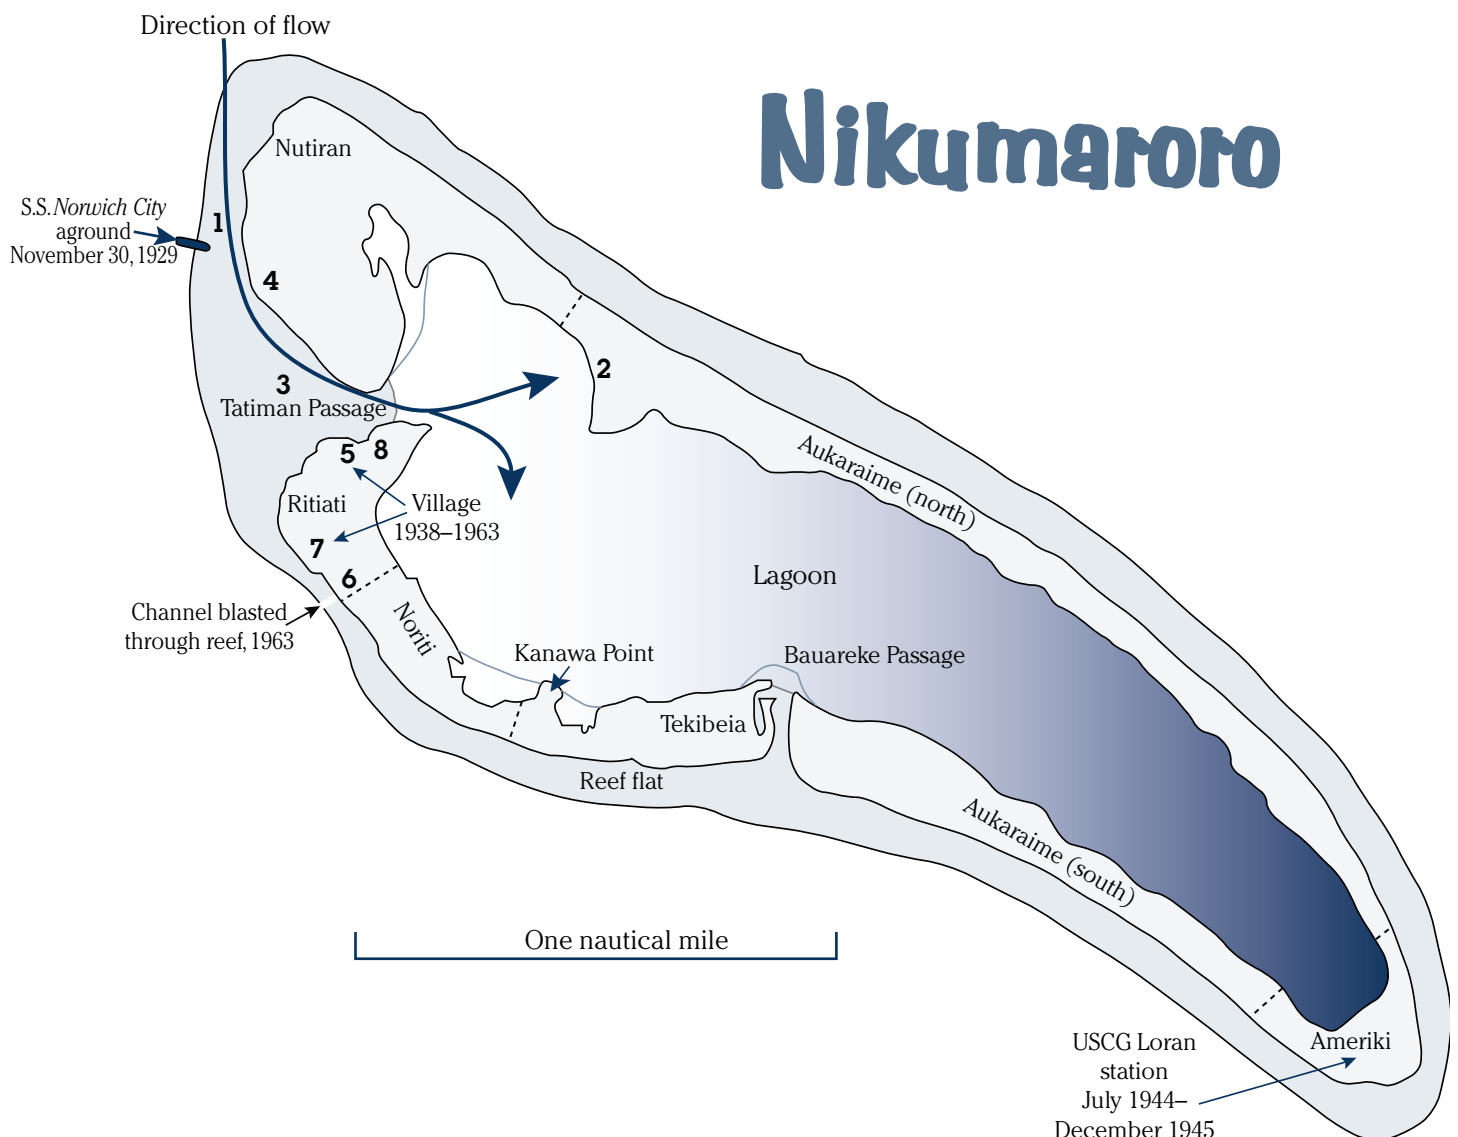 Direction of flow
Nikumaroro
Nutiran
S.S. Norwich City
aground
November 30, 1929
1
4
2
3
Tatiman Passage
5
8
Ritiati
Village
1938–1963
7
6
Aukaraime (north)
Lagoon
Channel blasted
through reef, 1963
Noriti
Kanawa Point
Bauareke Passage
Tekibeia
Reef flat
Aukaraime (south)
One nautical mile
Ameriki
USCG Loran
station
July 1944–
December 1945